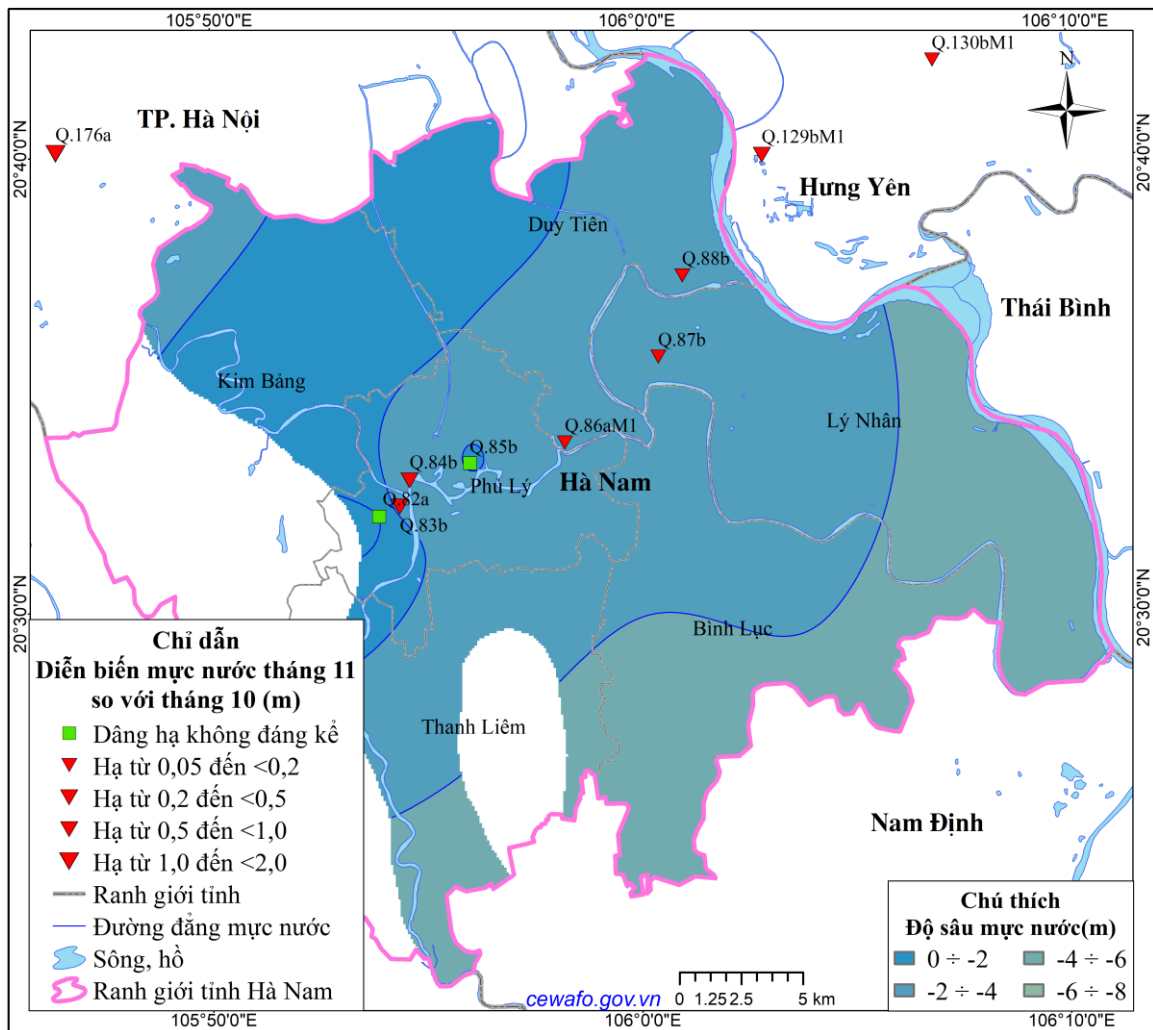 105°50'0"E
106°0'0"E
106°10'0"E
Q.130bM1
N
TP. Hà Nội
Q.176a
Q.129bM1
20°40'0"N
20°40'0"N
Hưng Yên
Duy Tiên
Q.88b
Thái Bình
Q.87b
Kim Bảng
Lý Nhân
Q.86aM1
Q.85b
Q.84b
Phủ Lý
Hà Nam
Q.82a
Q.83b
20°30'0"N
20°30'0"N
Bình Lục
Thanh Liêm
Nam Định
Chỉ dẫn
Diễn biến mực nước tháng 11
so với tháng 10 (m)
Dâng hạ không đáng kể
Hạ từ 0,05 đến <0,2
Hạ từ 0,2 đến <0,5
Hạ từ 0,5 đến <1,0
Hạ từ 1,0 đến <2,0
Ranh giới tỉnh
Đường đẳng mực nước
Sông, hồ
Ranh giới tỉnh Hà Nam
Chú thích
Độ sâu mực nước(m)
0 ÷ -2
-4 ÷ -6
-2 ÷ -4
-6 ÷ -8
cewafo.gov.vn
0 1.25 2.5 5 km
105°50'0"E
106°0'0"E
106°10'0"E